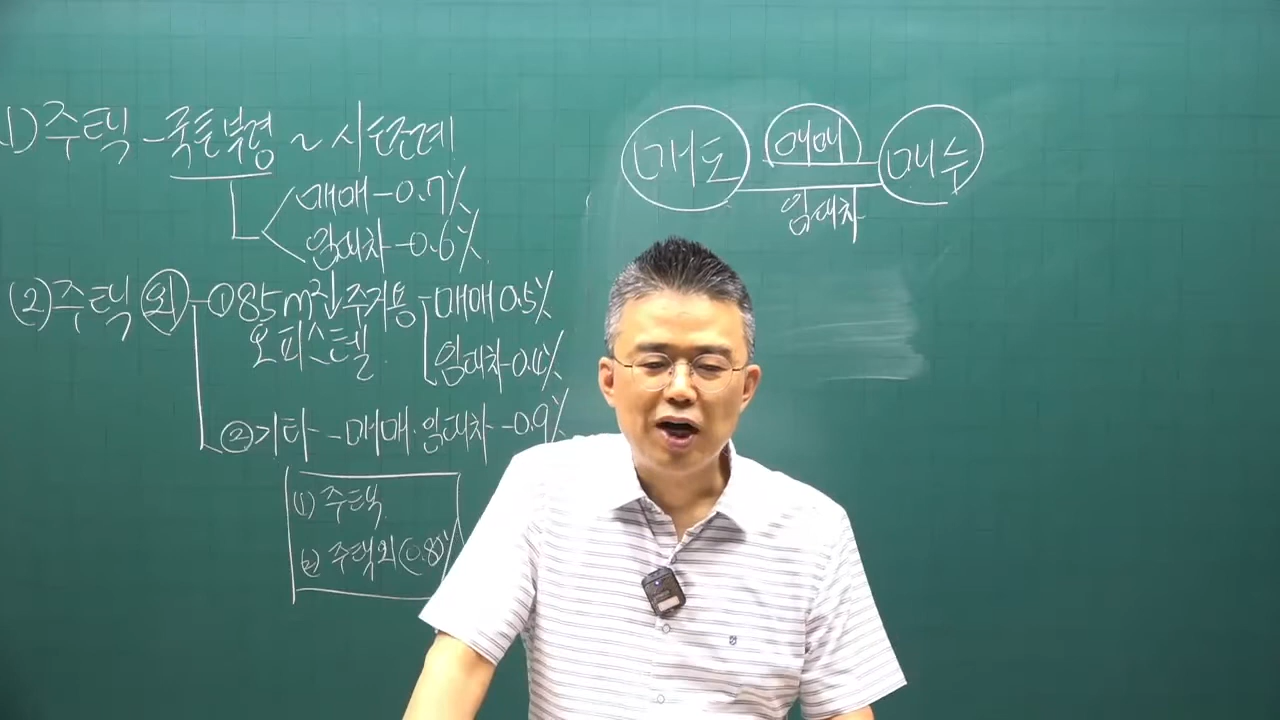 1) 주택 - 국토부령 ~ 시·도조례
매매 - 0.7%
임대차 - 0.6%
(2) 주택 외 ① 85㎡ 주거용
오피스텔
매매 0.5%
임대차 - 0.4%
② 기타 - 매매·임대차 - 0.9%
(1) 주택
(2) 주택 외 (0.8)%
매도 매매 매수
임대차